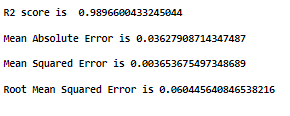 R2 score is  0.9896600433245044
Mean Absolute Error is 0.03627908714347487
Mean Squared Error is 0.003653675497348689
Root Mean Squared Error is 0.060445640846538216